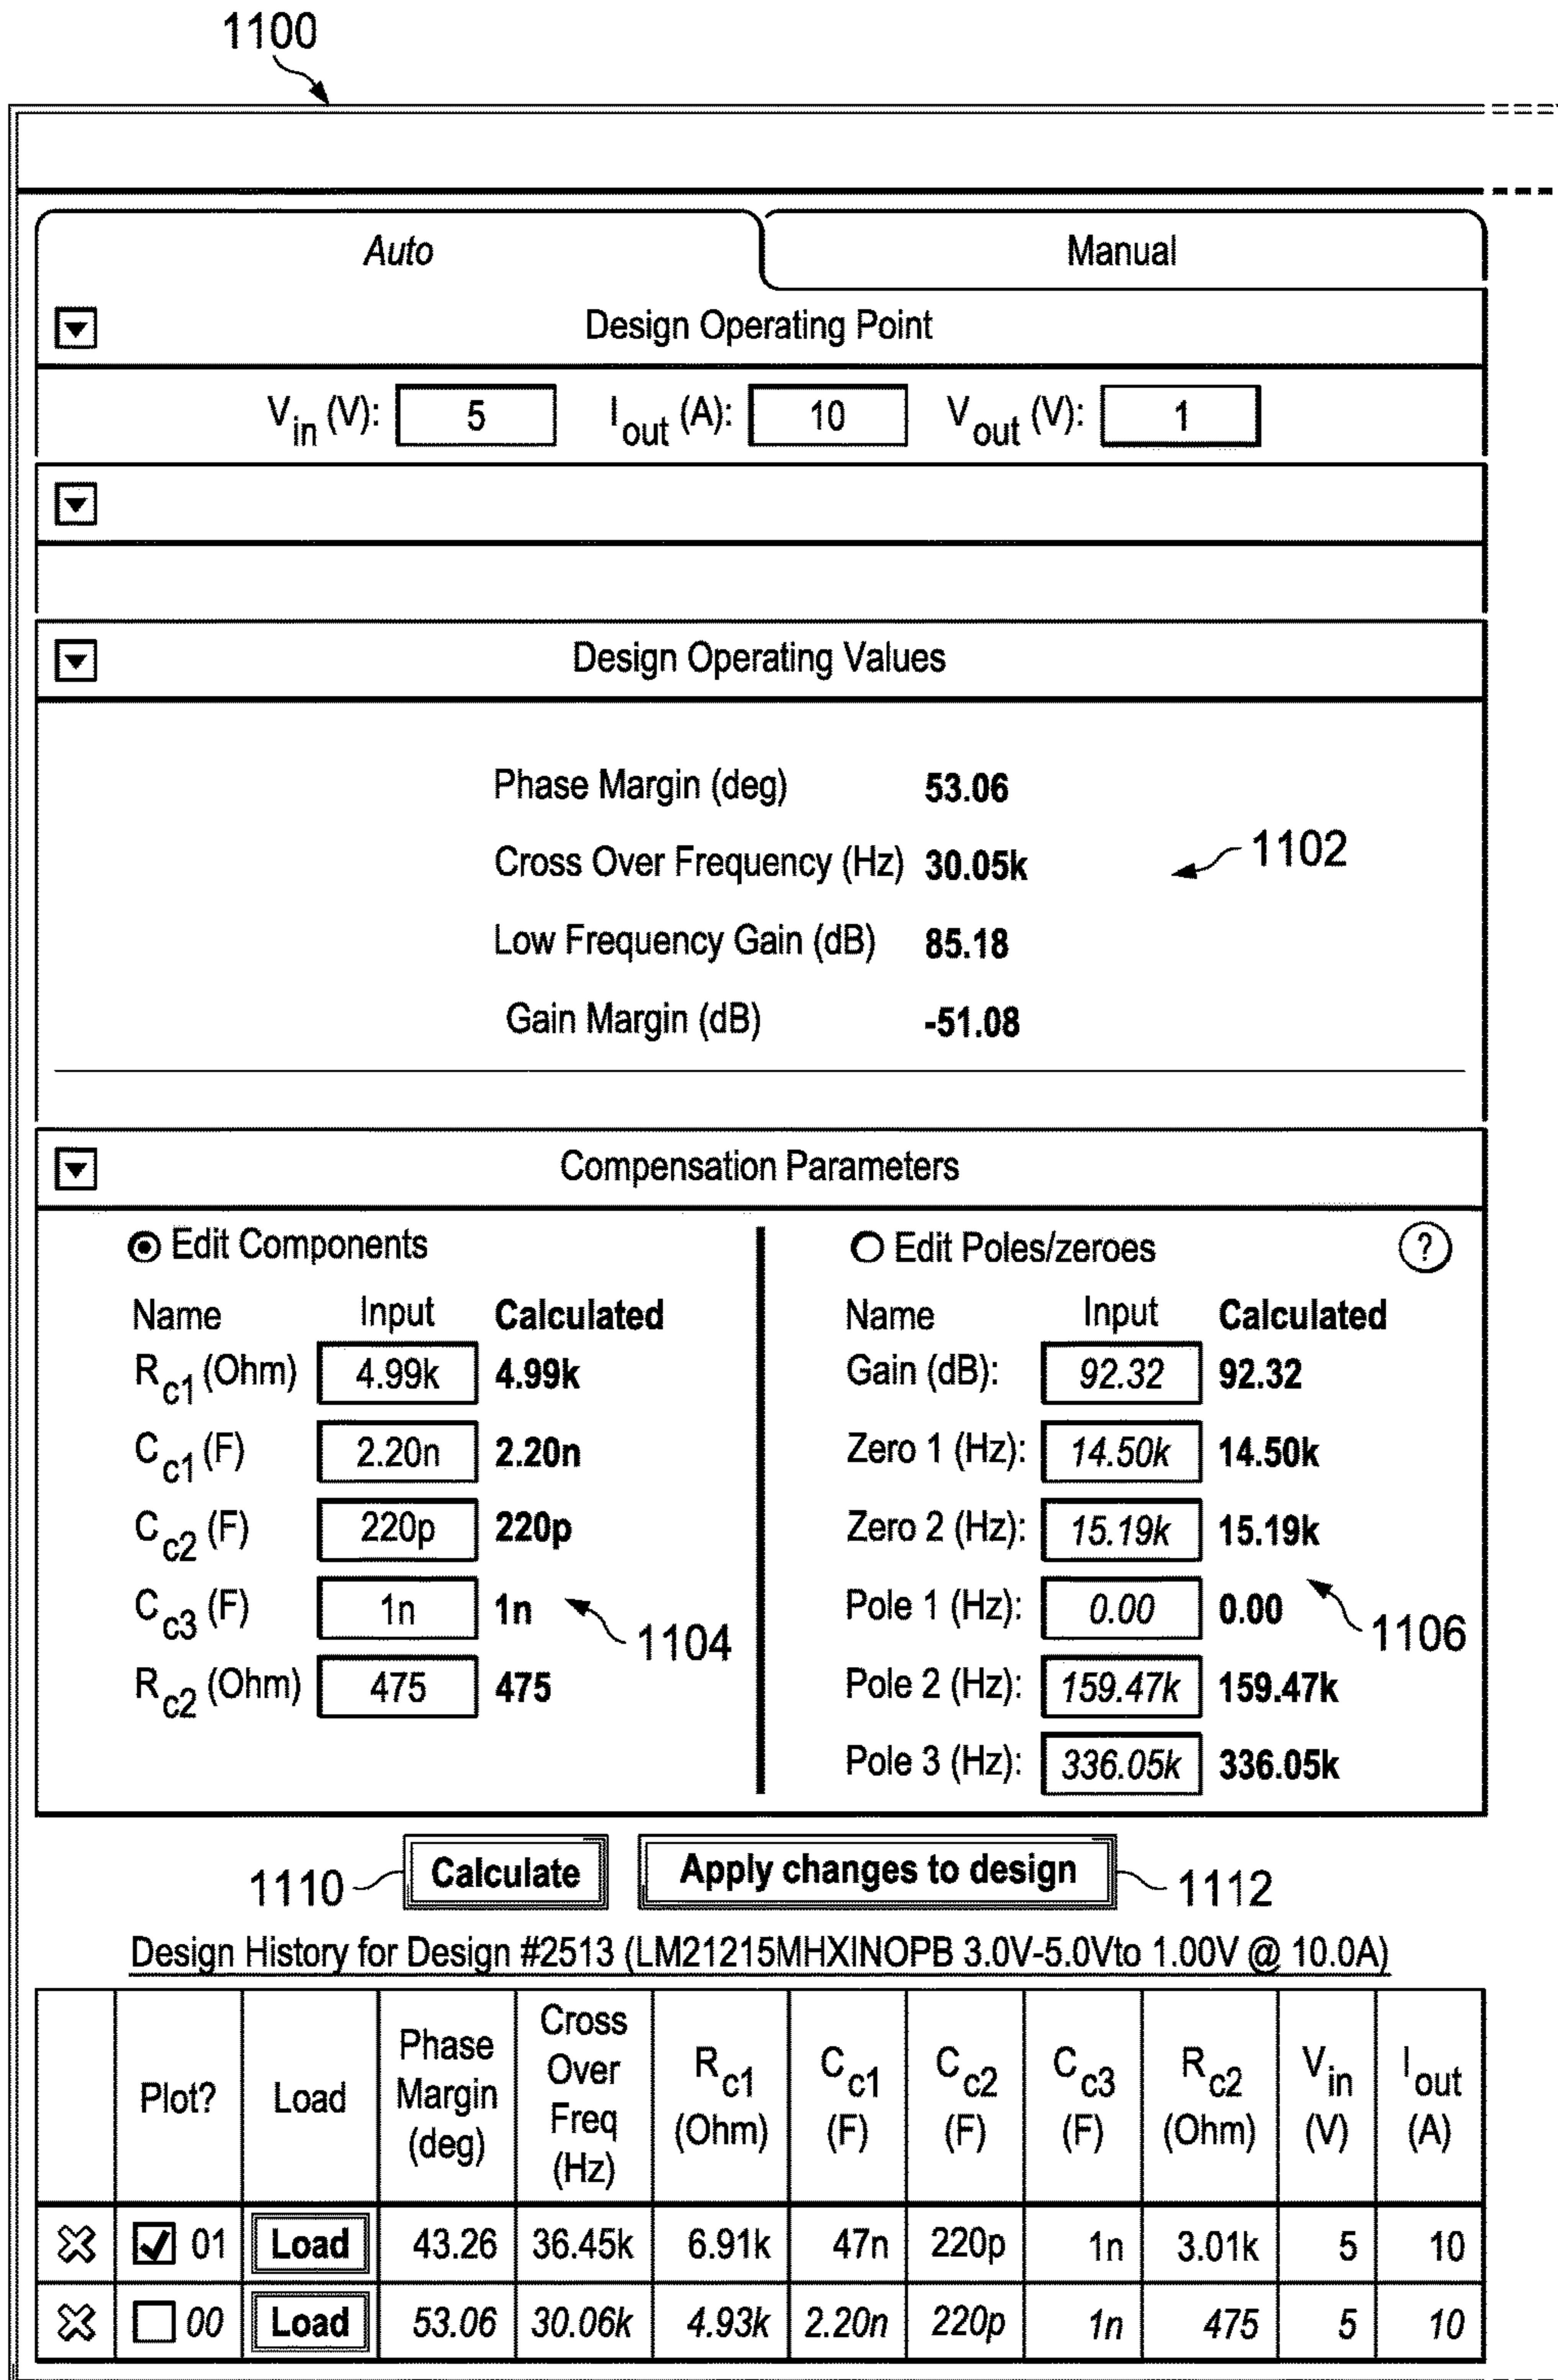 1100
Auto Manual
Design Operating Point
Vin (V): 5 Iout (A): 10 Vout (V): 1
Design Operating Values
Phase Margin (deg) 53.06
Cross Over Frequency (Hz) 30.05k
1102
Low Frequency Gain (dB) 85.18
Gain Margin (dB) -51.08
Compensation Parameters
Edit Components
Name Input Calculated
Rc1 (Ohm) 4.99k 4.99k
Cc1 (F) 2.20n 2.20n
Cc2 (F) 220p 220p
Cc3 (F) 1n 1n
1104
Rc2 (Ohm) 475 475
Edit Poles/zeroes ?
Name Input Calculated
Gain (dB): 92.32 92.32
Zero 1 (Hz): 14.50k 14.50k
Zero 2 (Hz): 15.19k 15.19k
Pole 1 (Hz): 0.00 0.00
1106
Pole 2 (Hz): 159.47k 159.47k
Pole 3 (Hz): 336.05k 336.05k
1110 Calculate Apply changes to design 1112
Design History for Design #2513 (LM21215MHXINOPB 3.0V-5.0Vto 1.00V @ 10.0A)
Plot? Load Phase Margin (deg) Cross Over Freq (Hz) Rc1 (Ohm) Cc1 (F) Cc2 (F) Cc3 (F) Rc2 (Ohm) Vin (V) Iout (A)
01 Load 43.26 36.45k 6.91k 47n 220p 1n 3.01k 5 10
00 Load 53.06 30.06k 4.93k 2.20n 220p 1n 475 5 10